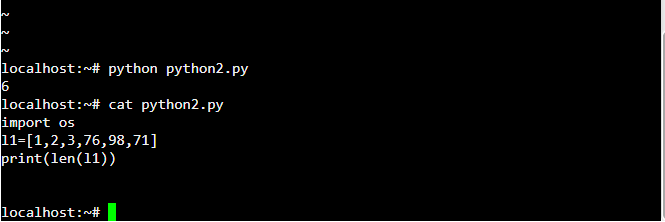 ~
~
~
localhost:~# python python2.py
6
localhost:~# cat python2.py
import os
l1=[1,2,3,76,98,71]
print(len(l1))
localhost:~#